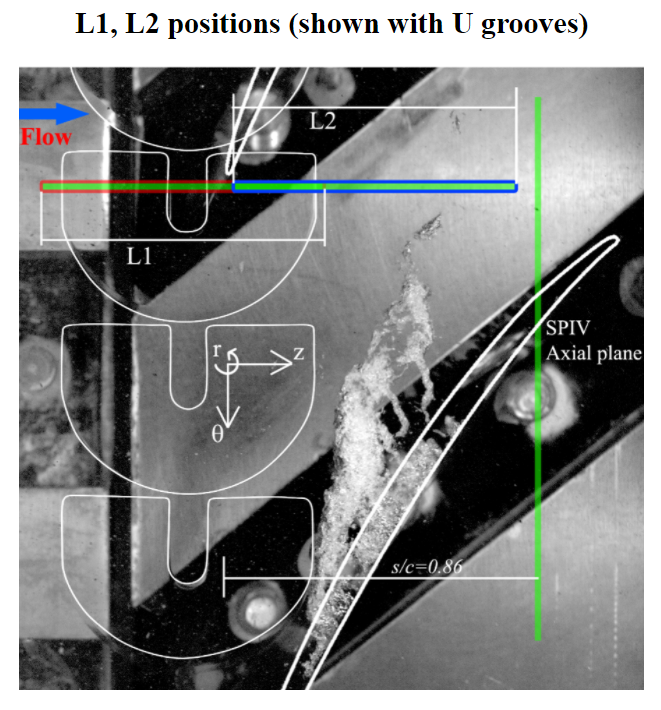 L1, L2 positions (shown with U grooves)
L2
Flow
L1
r
z
SPIV
Axial plane
θ
s/c=0.86